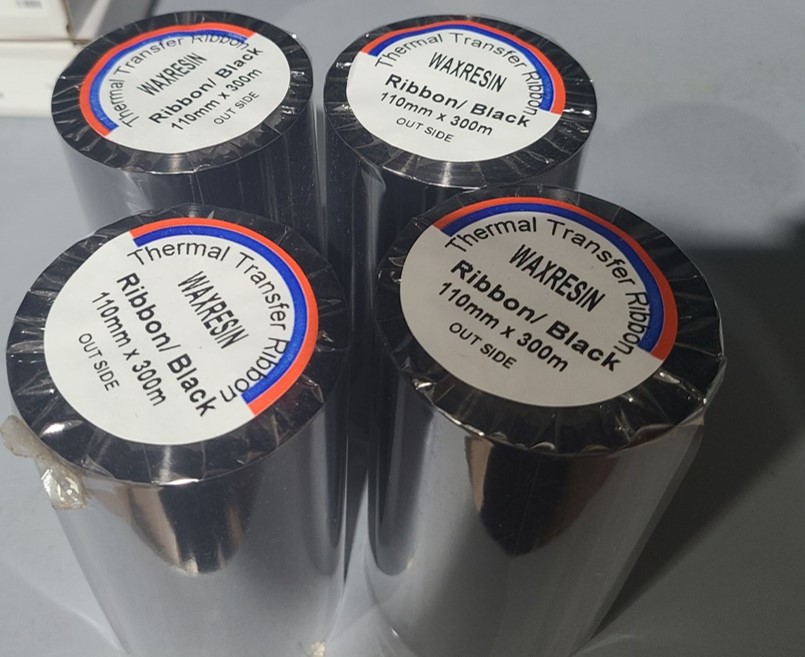 Thermal Transfer Ribbon
WAXRESIN
Ribbon/ Black
110mm x 300m
OUT SIDE
Thermal Transfer Ribbon
WAXRESIN
Ribbon/ Black
110mm x 300m
OUT SIDE
Thermal Transfer Ribbon
WAXRESIN
Ribbon/ Black
110mm x 300m
OUT SIDE
Thermal Transfer Ribbon
WAXRESIN
Ribbon/ Black
110mm x 300m
OUT SIDE